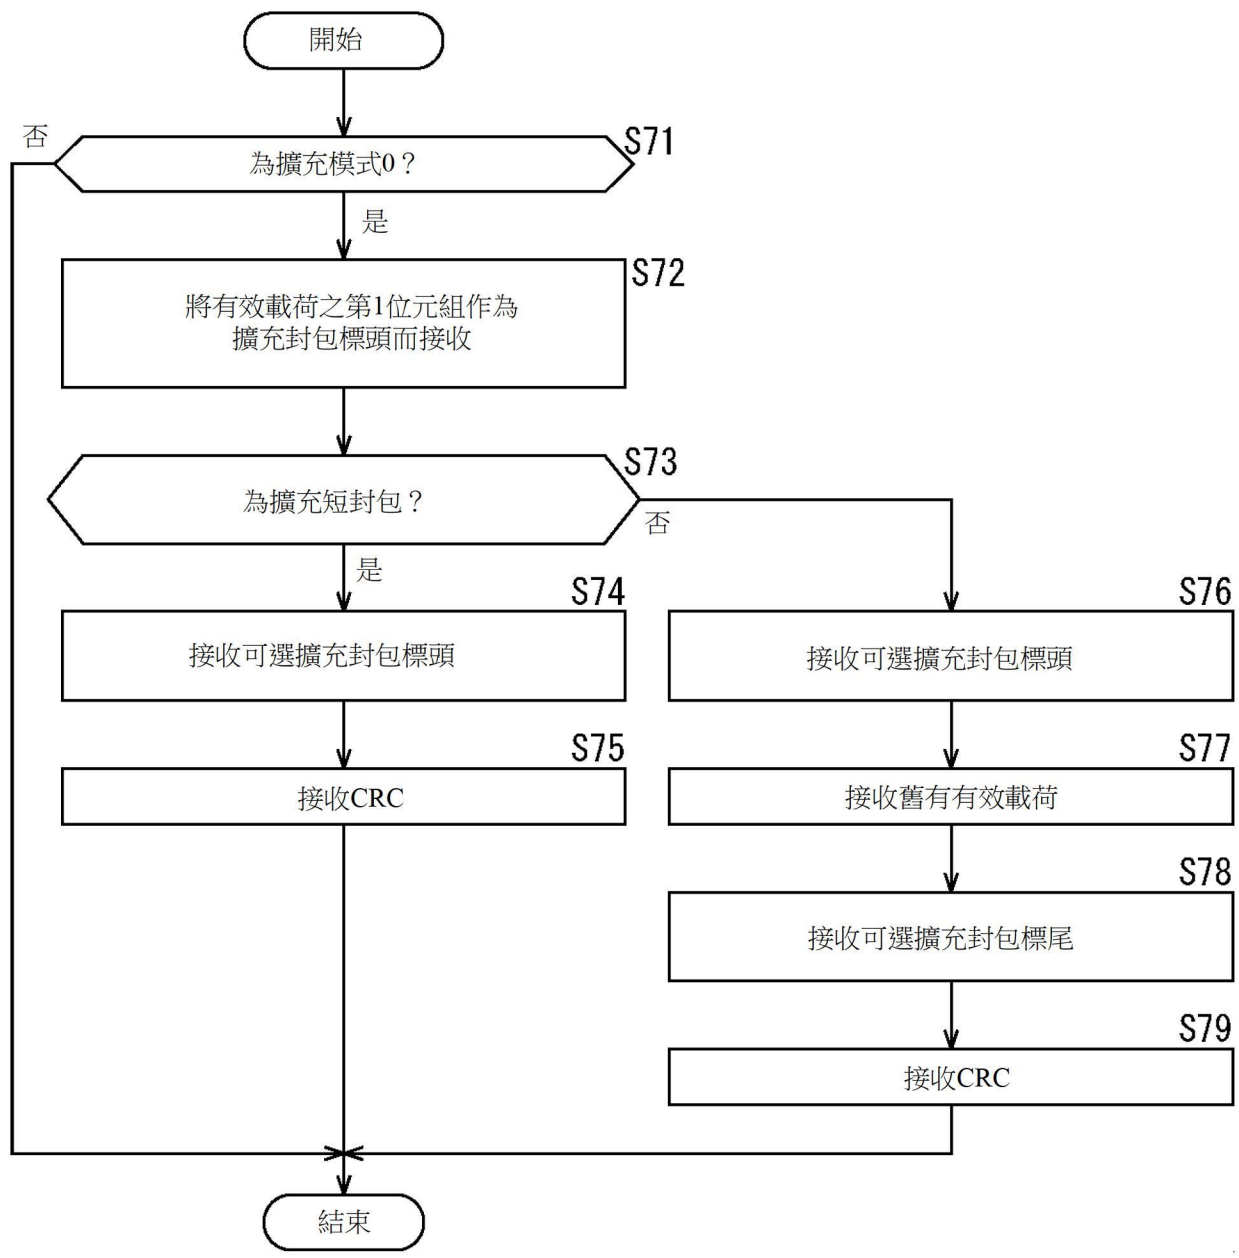 開始
否
S71
為擴充模式0？
是
S72
將有效載荷之第1位元組作為
擴充封包標頭而接收
S73
為擴充短封包？
否
是
S74
接收可選擴充封包標頭
S75
接收CRC
S76
接收可選擴充封包標頭
S77
接收舊有有效載荷
S78
接收可選擴充封包標尾
S79
接收CRC
結束